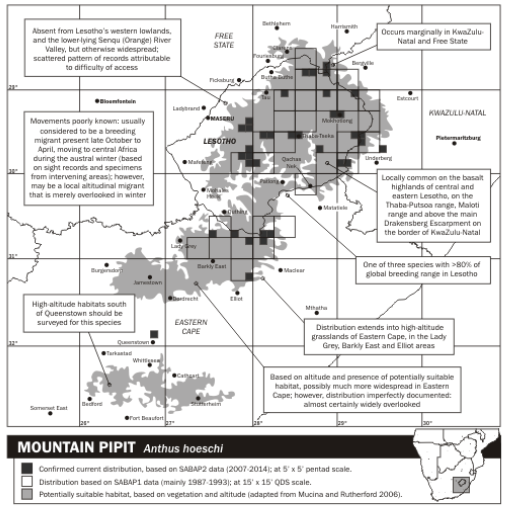 Absent from Lesotho's western lowlands,
and the lower-lying Senqu (Orange) River
Valley, but otherwise widespread;
scattered pattern of records attributable
to difficulty of access
FREE
STATE
Bethlehem
Harrismith
Occurs marginally in KwaZulu-
Natal and Free State
Fouriesburg
Butha-Buthe
Bergville
Ficksburg
29°
Bloemfontein
Ladybrand
MASERU
Estcourt
KWAZULU-NATAL
Pietermaritzburg
Movements poorly known: usually
considered to be a breeding
migrant present late October to
April, moving to central Africa
during the austral winter (based
on sight records and specimens
from intervening areas); however,
may be a local altitudinal migrant
that is merely overlooked in winter
LESOTHO
Mokhotlong
Thaba-Tseka
Mafeteng
Qachas
Nek
Underberg
30°
Mohales
Hoek
Quthing
Matatiele
Locally common on the basalt
highlands of central and
eastern Lesotho, on the
Thaba-Putsoa range, Maloti
range and above the main
Drakensberg Escarpment on
the border of KwaZulu-Natal
Lady Grey
31°
Burgersdorp
Barkly East
Maclear
Jamestown
Dordrecht
Elliot
One of three species with >80% of
global breeding range in Lesotho
High-altitude habitats south
of Queenstown should be
surveyed for this species
EASTERN
CAPE
Mthatha
Distribution extends into high-altitude
grasslands of Eastern Cape, in the Lady
Grey, Barkly East and Elliot areas
32°
Queenstown
Tarkastad
Whittlesea
Cathcart
Bedford
Stutterheim
Somerset East
Fort Beaufort
Based on altitude and presence of potentially suitable
habitat, possibly much more widespread in Eastern
Cape; however, distribution imperfectly documented:
almost certainly widely overlooked
26° 27° 28° 29° 30°
MOUNTAIN PIPIT Anthus hoeschi
Confirmed current distribution, based on SABAP2 data (2007-2014); at 5' x 5' pentad scale.
Distribution based on SABAP1 data (mainly 1987-1993); at 15' x 15' QDS scale.
Potentially suitable habitat, based on vegetation and altitude (adapted from Mucina and Rutherford 2006).